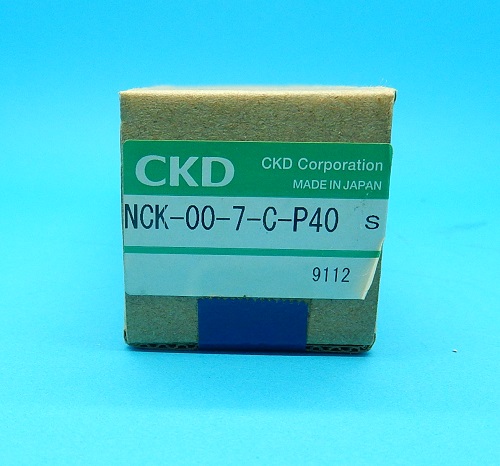 CKD CKD Corporation
MADE IN JAPAN
NCK-00-7-C-P40 S
9112